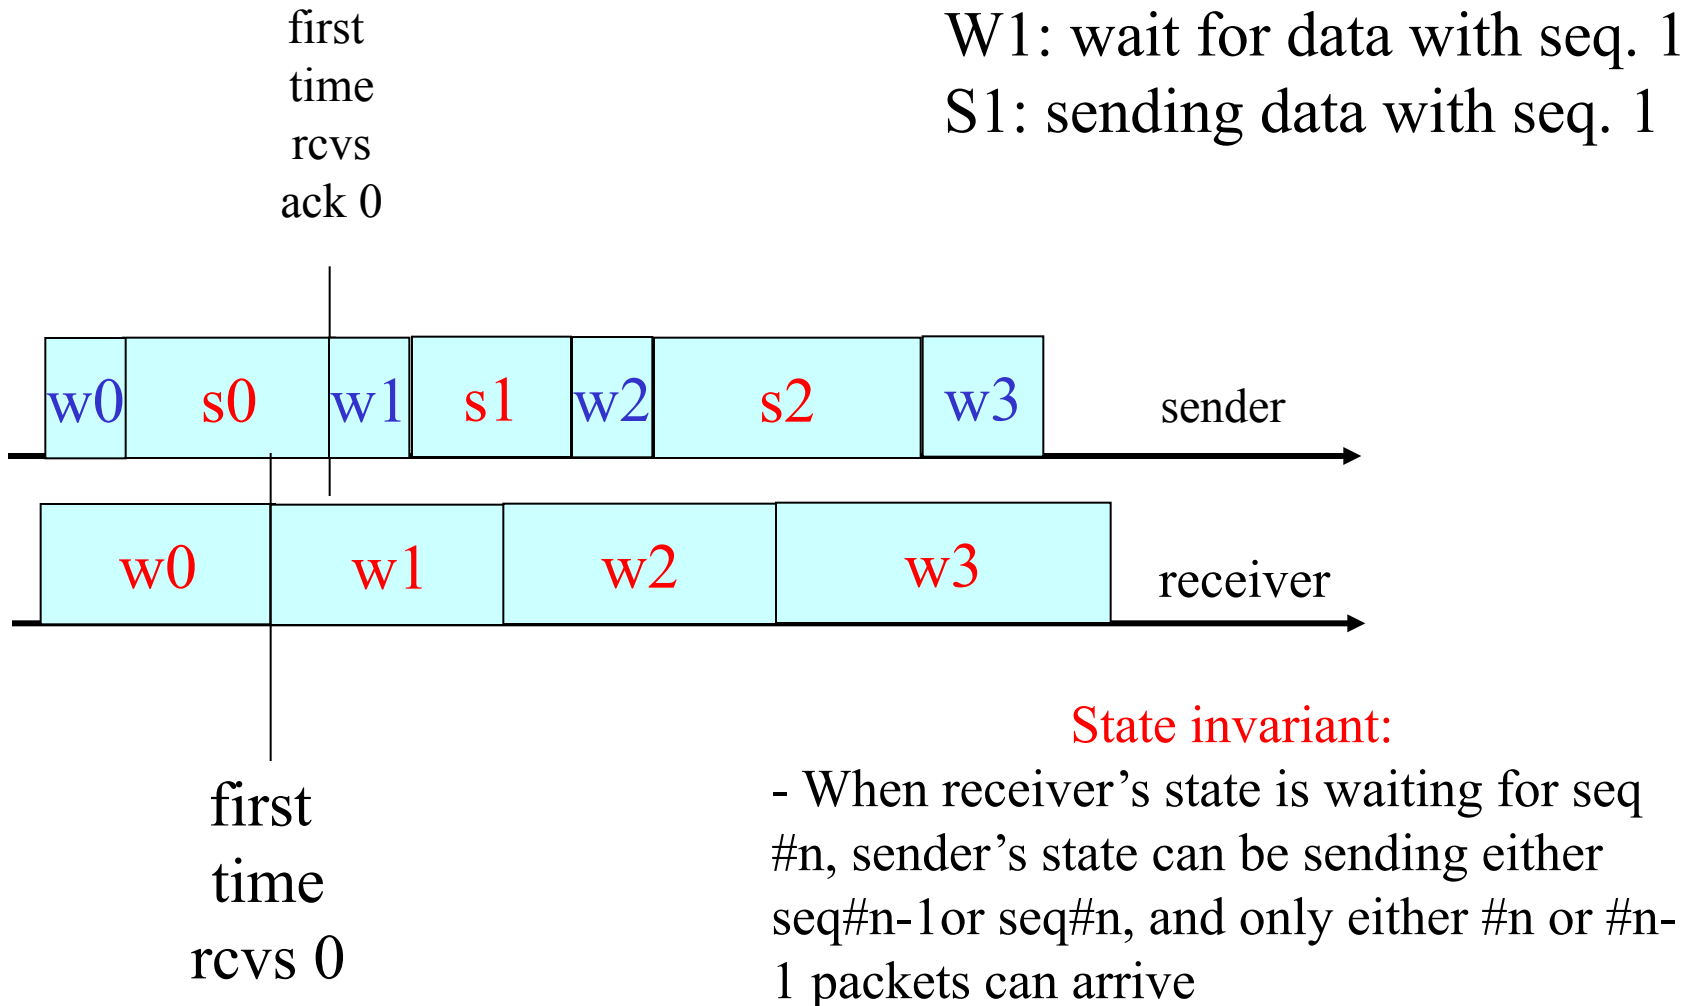 first
time
rcvs
ack 0
W1: wait for data with seq. 1
S1: sending data with seq. 1
w0 s0 w1 s1 w2 s2 w3 sender
w0 w1 w2 w3 receiver
first
time
rcvs 0
State invariant:
- When receiver’s state is waiting for seq
#n, sender’s state can be sending either
seq#n-1or seq#n, and only either #n or #n-
1 packets can arrive